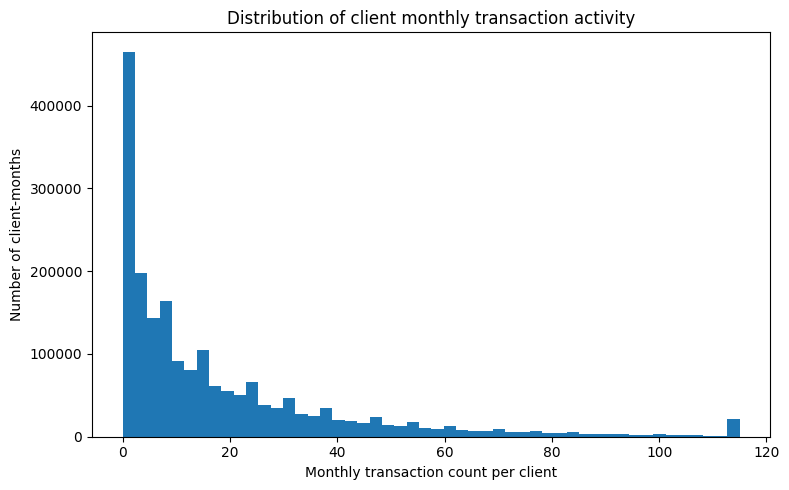 Distribution of client monthly transaction activity
Number of client-months
400000
300000
200000
100000
0
0 20 40 60 80 100 120
Monthly transaction count per client